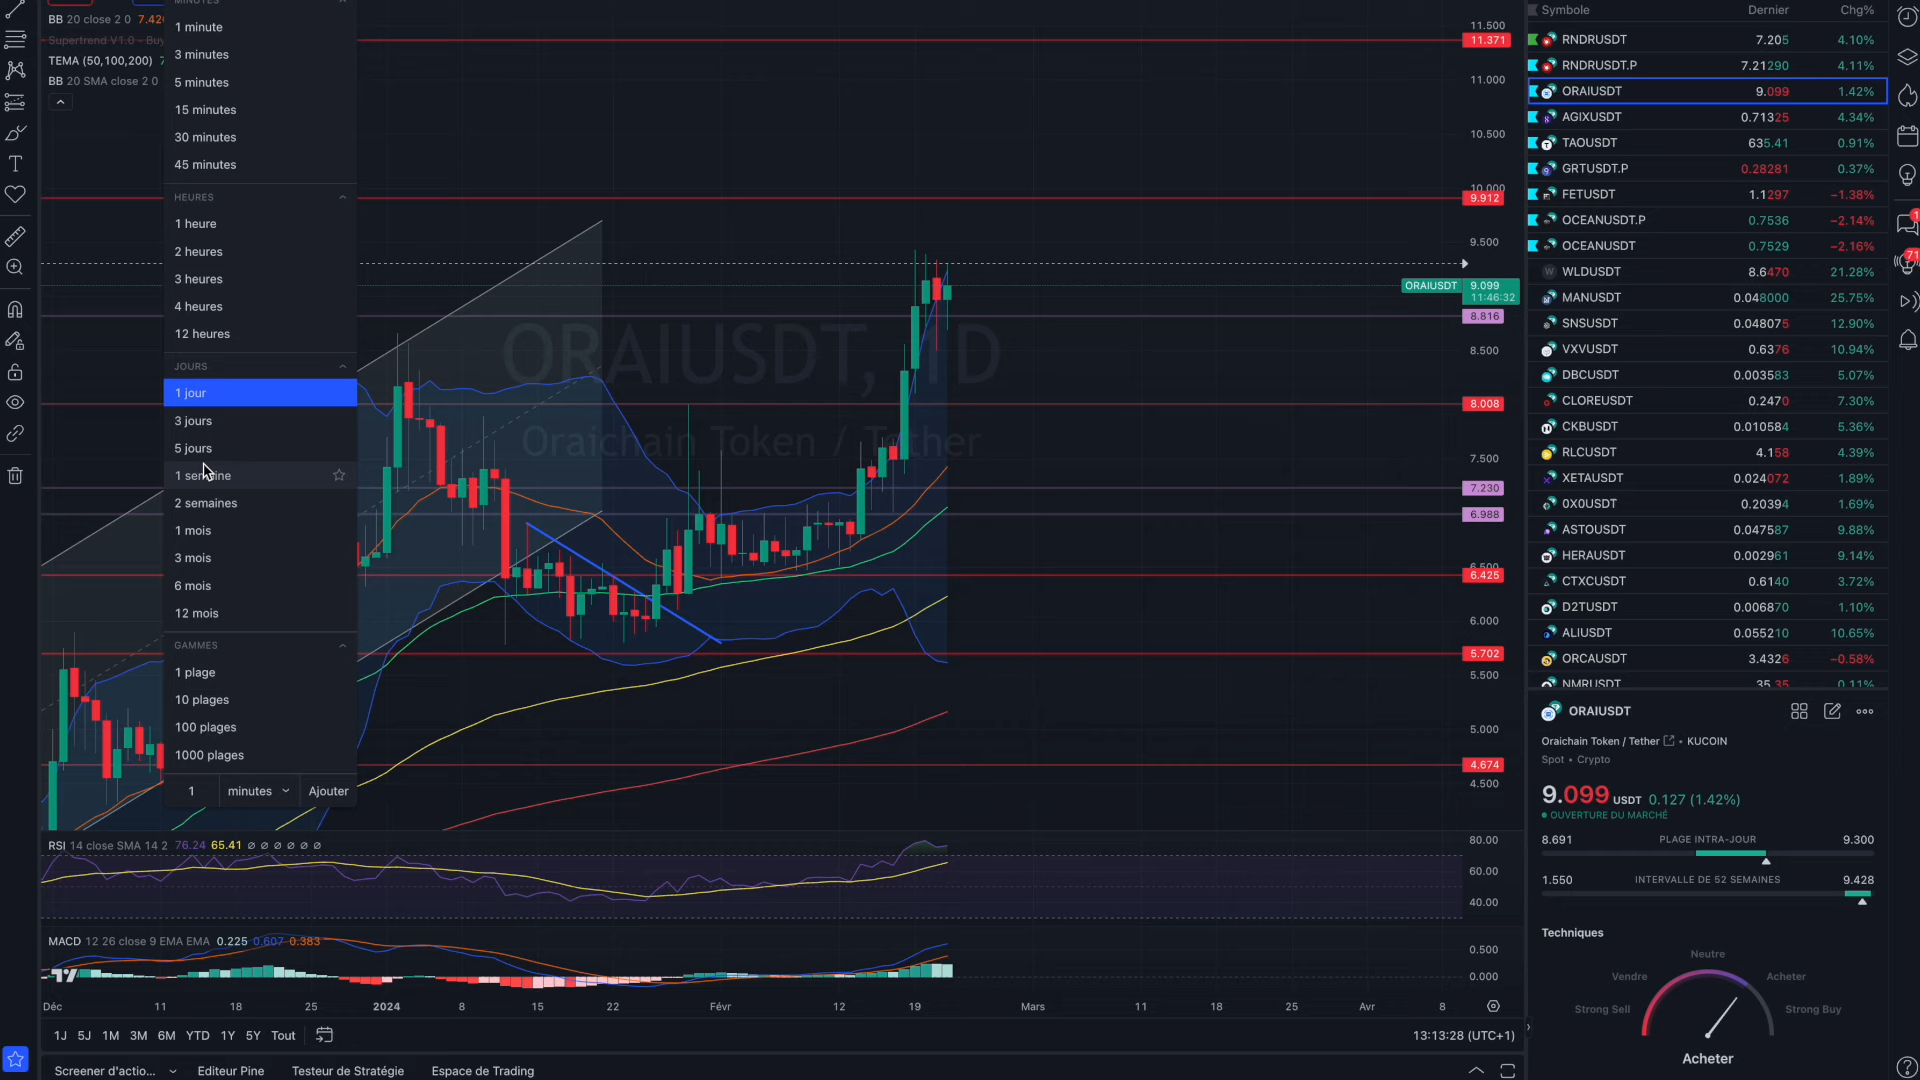 BB 20 close 2 0
Supertrend V1.0 - Buy
TEMA (50,100,200)
BB 20 SMA close 2 0
MINUTES
1 minute
3 minutes
5 minutes
15 minutes
30 minutes
45 minutes
HEURES
1 heure
2 heures
3 heures
4 heures
12 heures
JOURS
1 jour
3 jours
5 jours
1 semaine
2 semaines
1 mois
3 mois
6 mois
12 mois
GAMMES
1 plage
10 plages
100 plages
1000 plages
1 minutes Ajouter
ORAIUSDT, 1D
Oraichain Token / Tether
11.500
11.371
11.000
10.500
10.000
9.912
9.500
ORAIUSDT 9.099
11:46:32
8.816
8.500
8.008
7.500
7.230
6.988
6.500
6.425
6.000
5.702
5.500
5.000
4.674
4.500
RSI 14 close SMA 14 2 76.24 65.41 ∅ ∅ ∅ ∅ ∅ ∅
80.00
60.00
40.00
MACD 12 26 close 9 EMA EMA 0.225 0.607 0.383
0.500
0.000
Déc 11 18 25 2024 8 15 22 Févr 12 19 Mars 11 18 25 Avr 8
1J 5J 1M 3M 6M YTD 1Y 5Y Tout
13:13:28 (UTC+1)
Screener d'actio... Editeur Pine Testeur de Stratégie Espace de Trading
Symbole Dernier Chg%
RNDRUSDT 7.205 4.10%
RNDRUSDT.P 7.21290 4.11%
ORAIUSDT 9.099 1.42%
AGIXUSDT 0.71325 4.34%
TAOUSDT 635.41 0.91%
GRTUSDT.P 0.28281 0.37%
FETUSDT 1.1297 −1.38%
OCEANUSDT.P 0.7536 −2.14%
OCEANUSDT 0.7529 −2.16%
WLDUSDT 8.6470 21.28%
MANUSDT 0.048000 25.75%
SNSUSDT 0.048075 12.90%
VXVUSDT 0.6376 10.94%
DBCUSDT 0.003583 5.07%
CLOREUSDT 0.2470 7.30%
CKBUSDT 0.010584 5.36%
RLCUSDT 4.158 4.39%
XETAUSDT 0.024072 1.89%
0X0USDT 0.20394 1.69%
ASTOUSDT 0.047587 9.88%
HERAUSDT 0.002961 9.14%
CTXCUSDT 0.6140 3.72%
D2TUSDT 0.006870 1.10%
ALIUSDT 0.055210 10.65%
ORCAUSDT 3.4326 −0.58%
NMRUSDT 35.35 0.11%
71
ORAIUSDT
Oraichain Token / Tether • KUCOIN
Spot • Crypto
9.099 USDT 0.127 (1.42%)
OUVERTURE DU MARCHÉ
8.691 PLAGE INTRA-JOUR 9.300
1.550 INTERVALLE DE 52 SEMAINES 9.428
Techniques
Neutre
Vendre Acheter
Strong Sell Strong Buy
Acheter